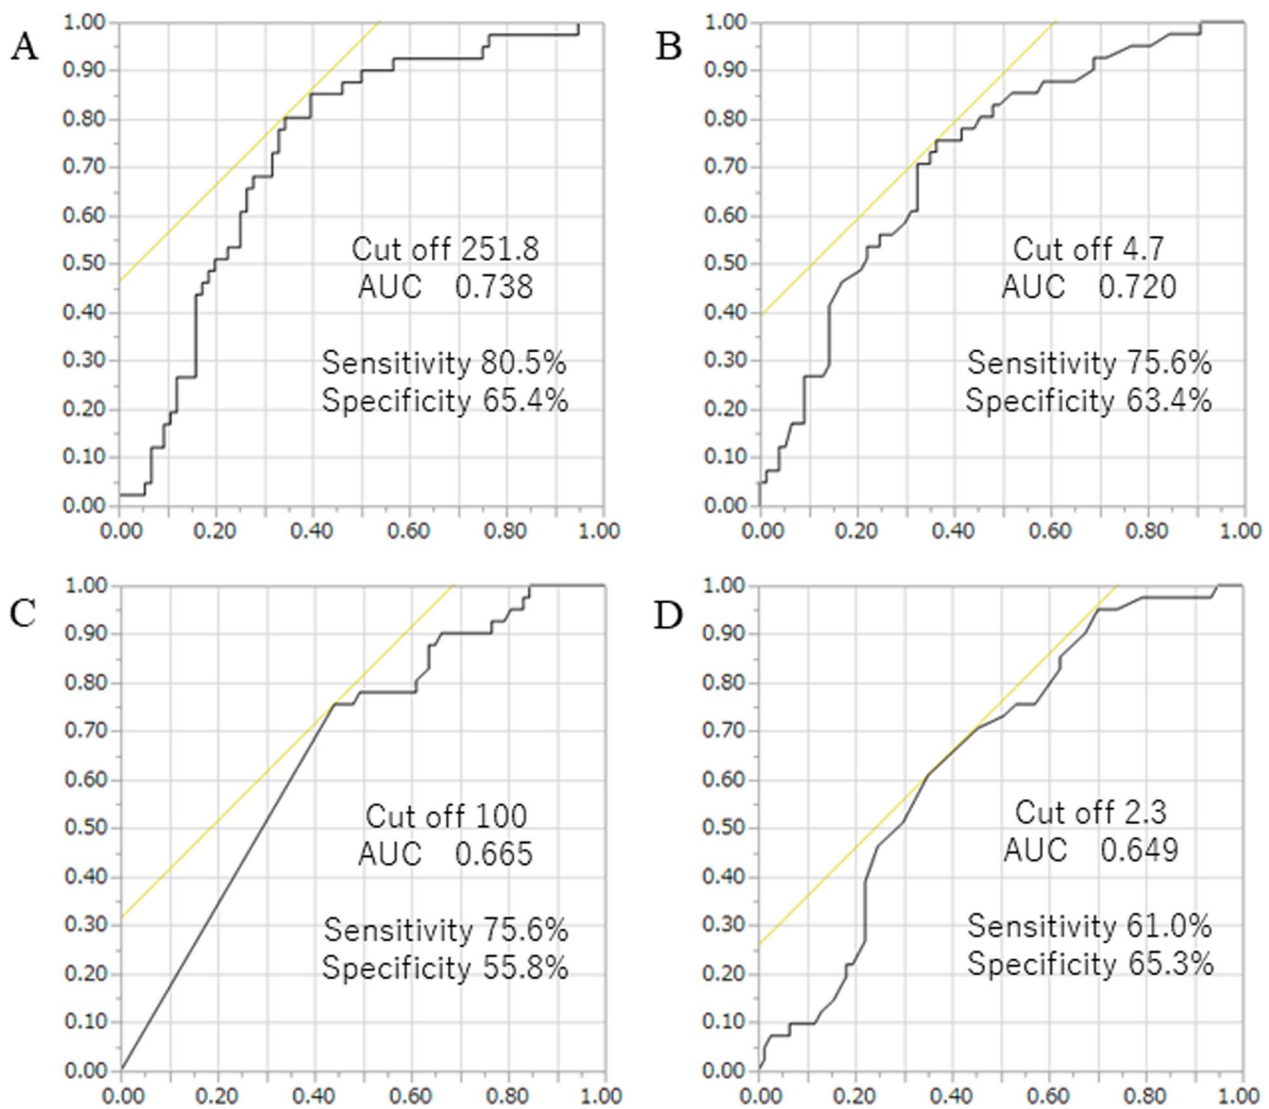 A
1.00
0.90
0.80
0.70
0.60
0.50
0.40
0.30
0.20
0.10
0.00
0.00 0.20 0.40 0.60 0.80 1.00
Cut off 251.8
AUC 0.738
Sensitivity 80.5%
Specificity 65.4%
B
1.00
0.90
0.80
0.70
0.60
0.50
0.40
0.30
0.20
0.10
0.00
0.00 0.20 0.40 0.60 0.80 1.00
Cut off 4.7
AUC 0.720
Sensitivity 75.6%
Specificity 63.4%
C
1.00
0.90
0.80
0.70
0.60
0.50
0.40
0.30
0.20
0.10
0.00
0.00 0.20 0.40 0.60 0.80 1.00
Cut off 100
AUC 0.665
Sensitivity 75.6%
Specificity 55.8%
D
1.00
0.90
0.80
0.70
0.60
0.50
0.40
0.30
0.20
0.10
0.00
0.00 0.20 0.40 0.60 0.80 1.00
Cut off 2.3
AUC 0.649
Sensitivity 61.0%
Specificity 65.3%